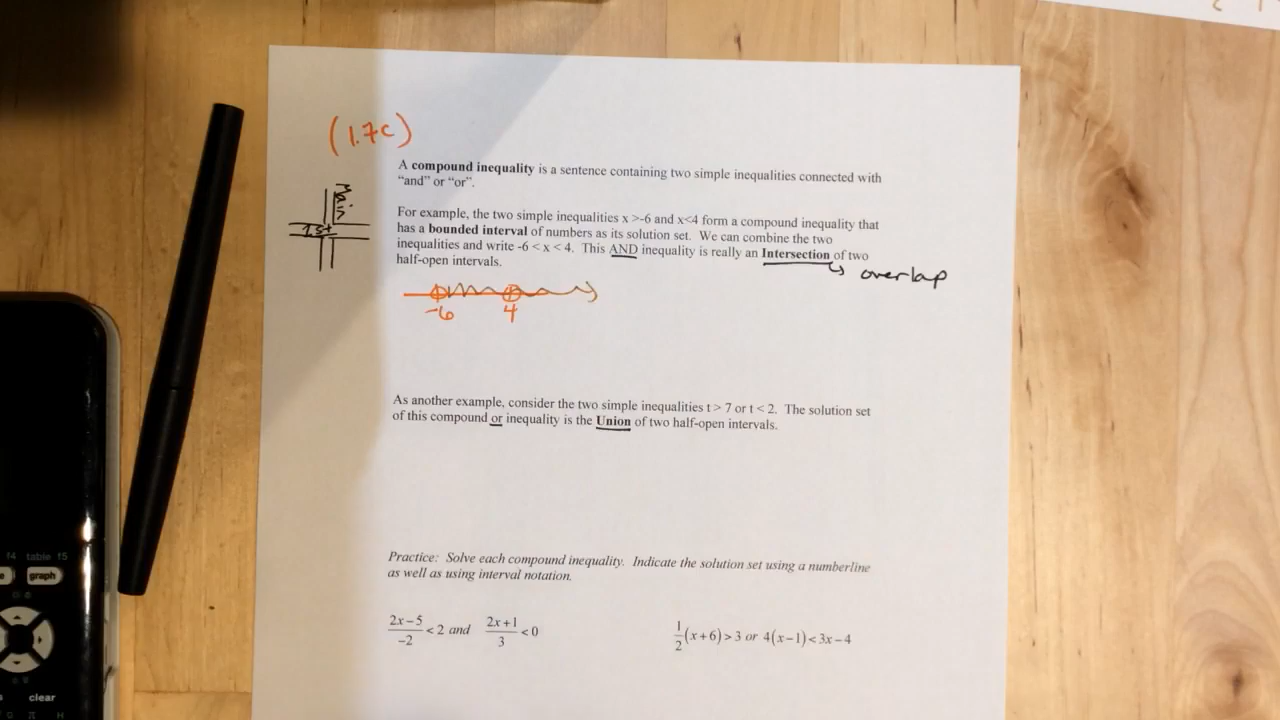 (1.7c)
A compound inequality is a sentence containing two simple inequalities connected with
“and” or “or”.
1st
For example, the two simple inequalities x >-6 and x<4 form a compound inequality that
has a bounded interval of numbers as its solution set. We can combine the two
inequalities and write -6 < x < 4. This AND inequality is really an Intersection of two
half-open intervals.
overlap
-6 4
As another example, consider the two simple inequalities t > 7 or t < 2. The solution set
of this compound or inequality is the Union of two half-open intervals.
Practice: Solve each compound inequality. Indicate the solution set using a numberline
as well as using interval notation.
2x-5/-2 < 2 and 2x+1/3 < 0
1/2(x+6)>3 or 4(x-1)<3x-4
f4 table f5
graph
clear